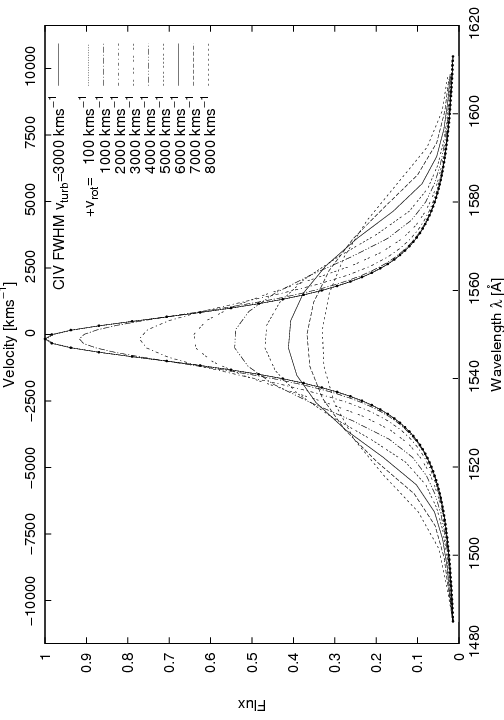 Velocity [kms⁻¹]
−10000 −7500 −5000 −2500 0 2500 5000 7500 10000
CIV FWHM v_turb=3000 kms⁻¹
+v_rot= 100 kms⁻¹
1000 kms⁻¹
2000 kms⁻¹
3000 kms⁻¹
4000 kms⁻¹
5000 kms⁻¹
6000 kms⁻¹
7000 kms⁻¹
8000 kms⁻¹
Flux
1
0.9
0.8
0.7
0.6
0.5
0.4
0.3
0.2
0.1
0
1480 1500 1520 1540 1560 1580 1600 1620
Wavelength λ [Å]